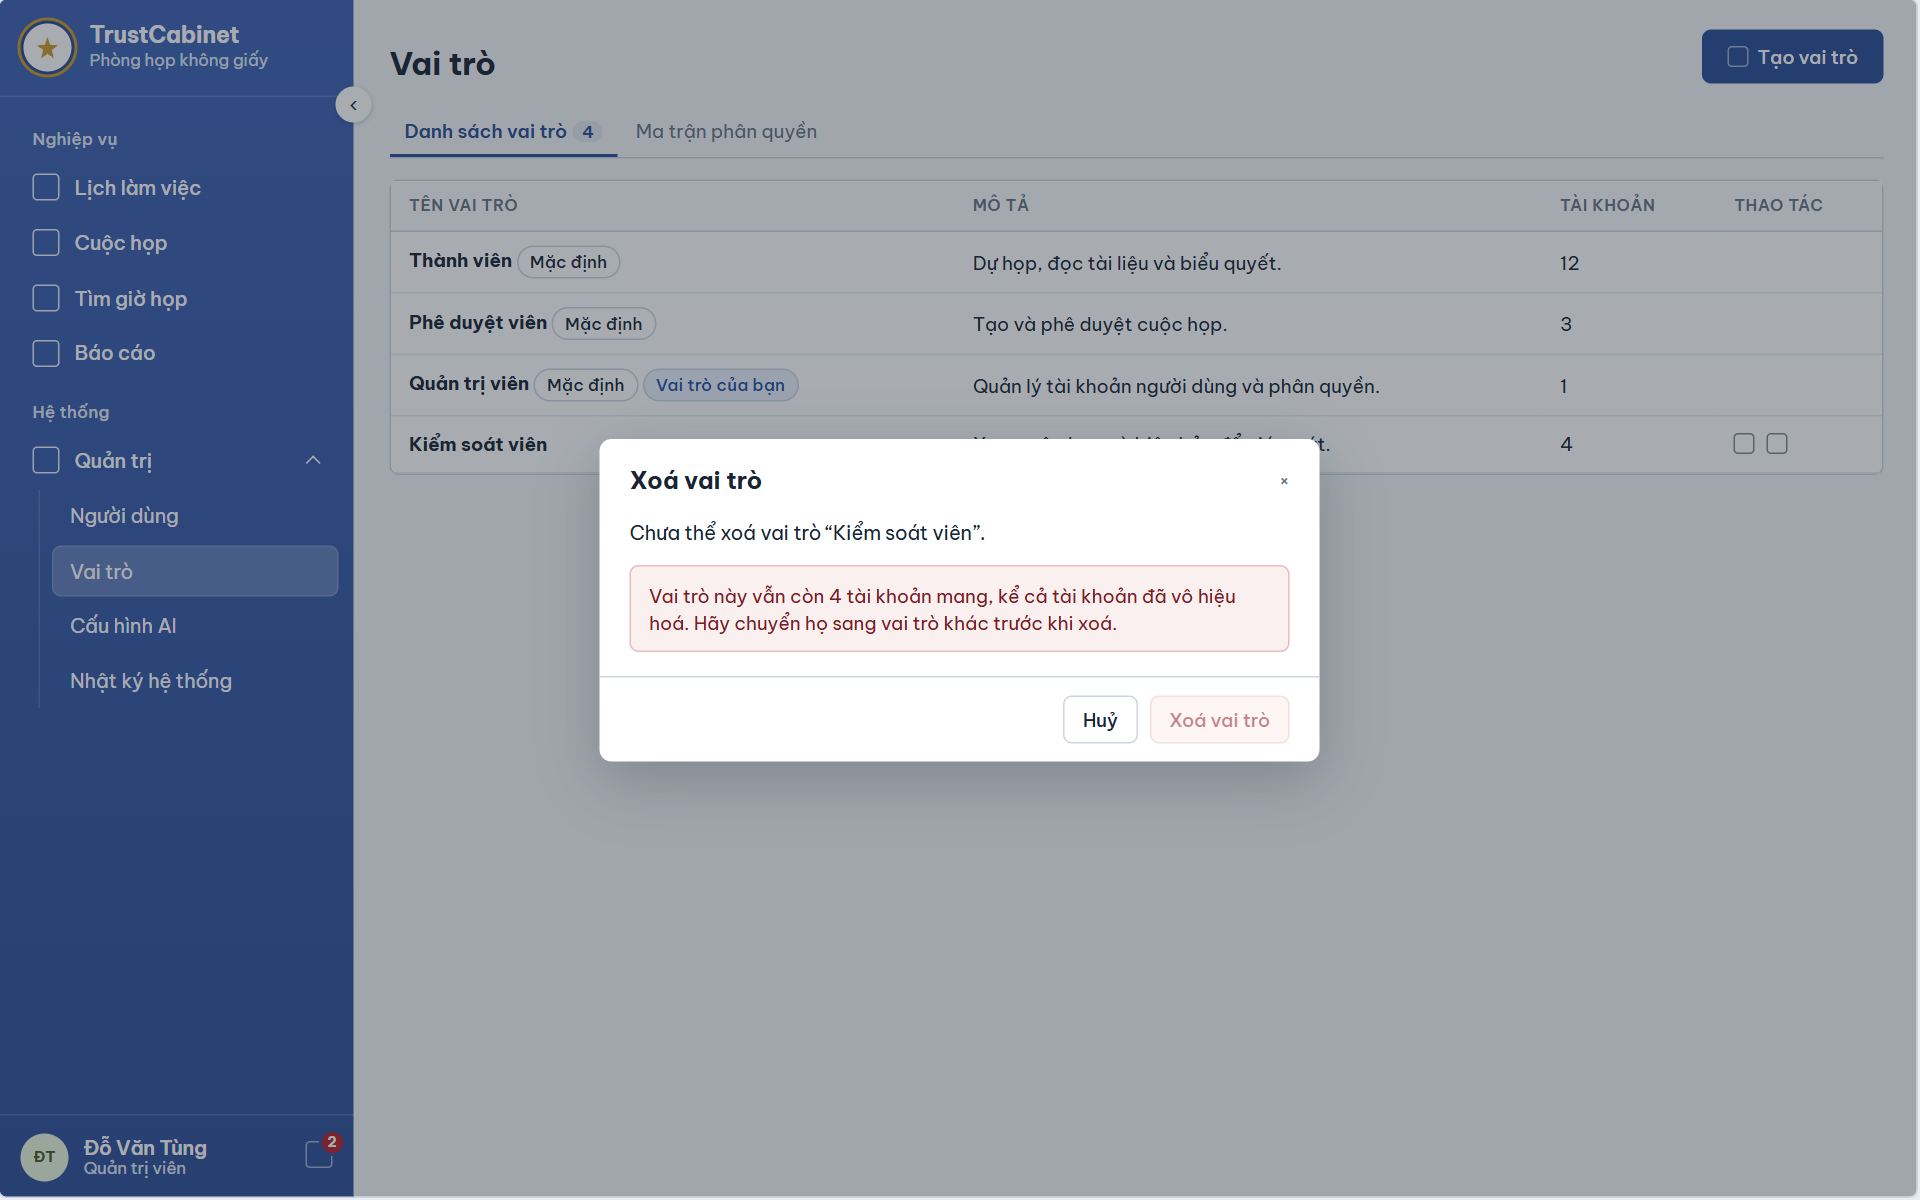 TrustCabinet
Phòng họp không giấy
Nghiệp vụ
Lịch làm việc
Cuộc họp
Tìm giờ họp
Báo cáo
Hệ thống
Quản trị
Người dùng
Vai trò
Cấu hình AI
Nhật ký hệ thống
ĐT
Đỗ Văn Tùng
Quản trị viên
2
Vai trò
Tạo vai trò
Danh sách vai trò 4
Ma trận phân quyền
TÊN VAI TRÒ MÔ TẢ TÀI KHOẢN THAO TÁC
Thành viên Mặc định Dự họp, đọc tài liệu và biểu quyết. 12
Phê duyệt viên Mặc định Tạo và phê duyệt cuộc họp. 3
Quản trị viên Mặc định Vai trò của bạn Quản lý tài khoản người dùng và phân quyền. 1
Kiểm soát viên 4
Xoá vai trò ×
Chưa thể xoá vai trò “Kiểm soát viên”.
Vai trò này vẫn còn 4 tài khoản mang, kể cả tài khoản đã vô hiệu
hoá. Hãy chuyển họ sang vai trò khác trước khi xoá.
Huỷ
Xoá vai trò